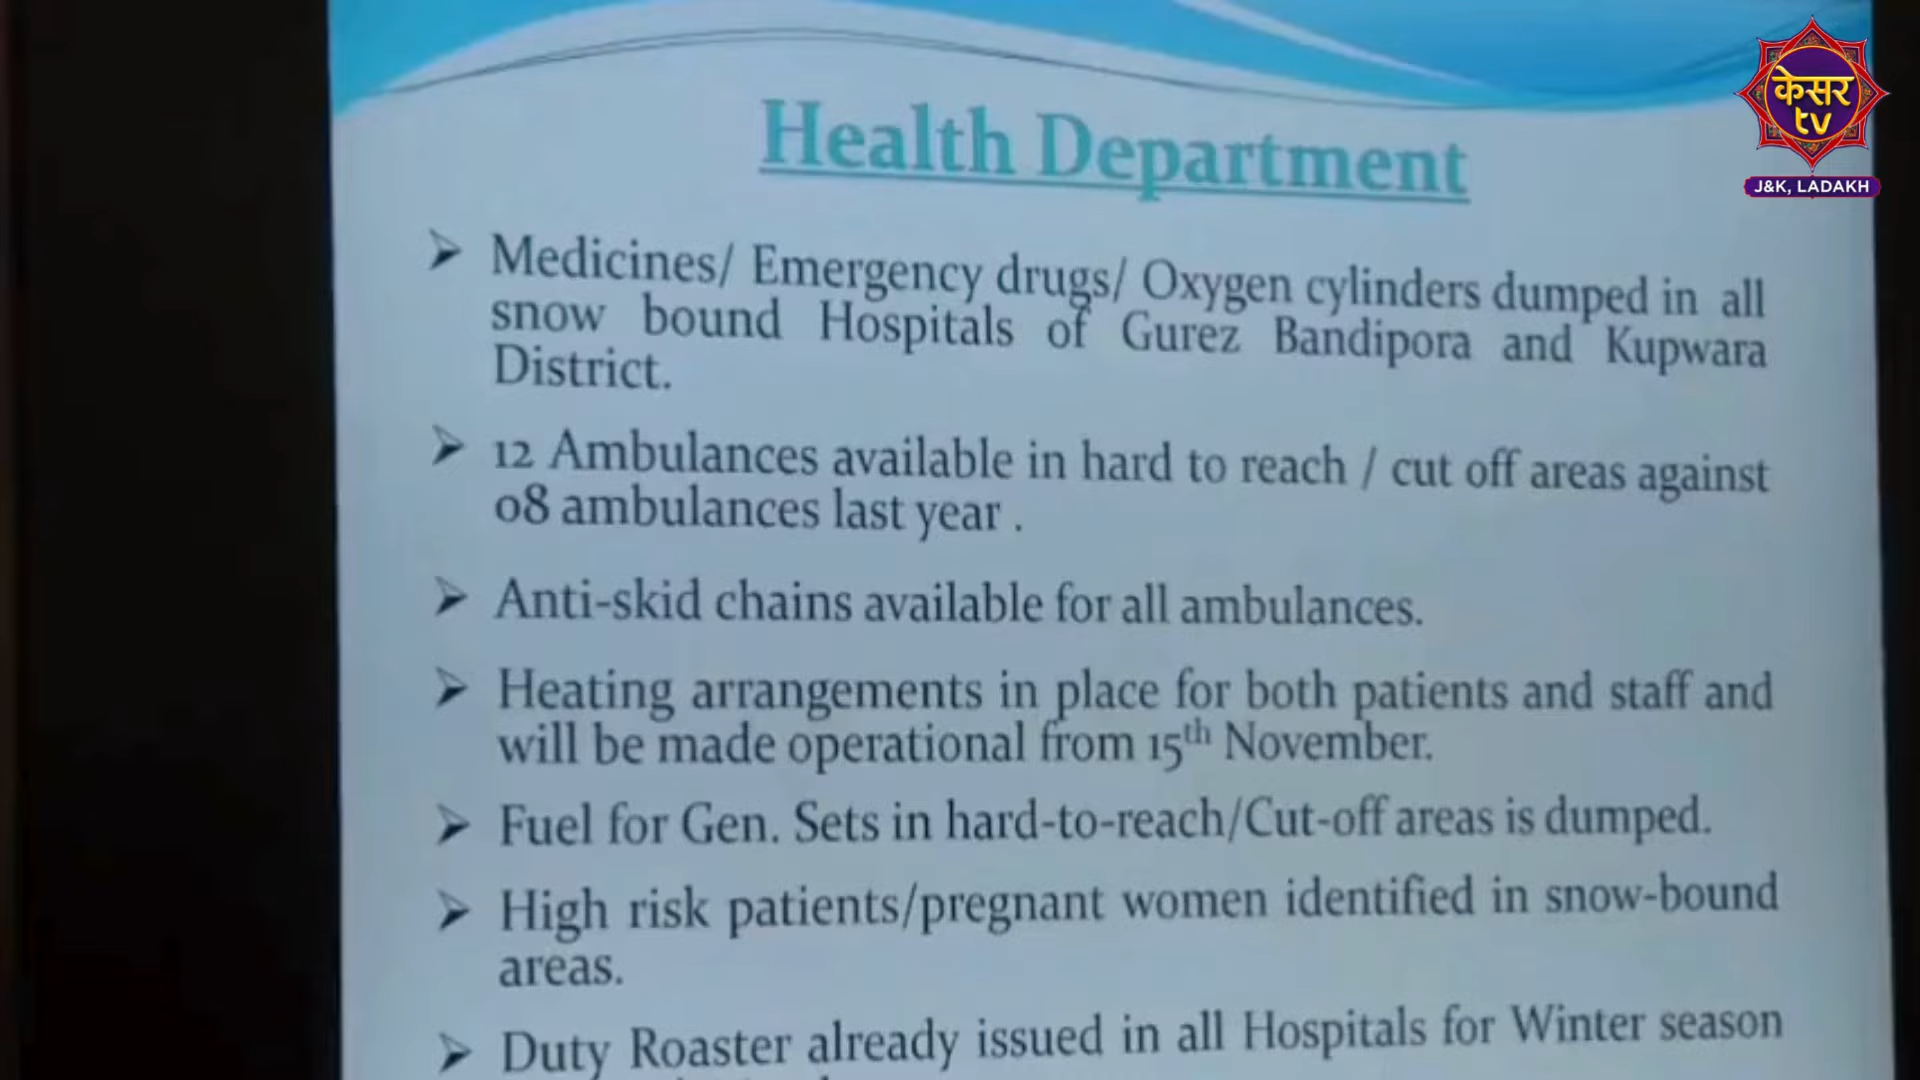 केसर
tv
J&K, LADAKH
Health Department
➤ Medicines/ Emergency drugs/ Oxygen cylinders dumped in all
snow bound Hospitals of Gurez Bandipora and Kupwara
District.
➤ 12 Ambulances available in hard to reach / cut off areas against
08 ambulances last year .
➤ Anti-skid chains available for all ambulances.
➤ Heating arrangements in place for both patients and staff and
will be made operational from 15th November.
➤ Fuel for Gen. Sets in hard-to-reach/Cut-off areas is dumped.
➤ High risk patients/pregnant women identified in snow-bound
areas.
➤ Duty Roaster already issued in all Hospitals for Winter season